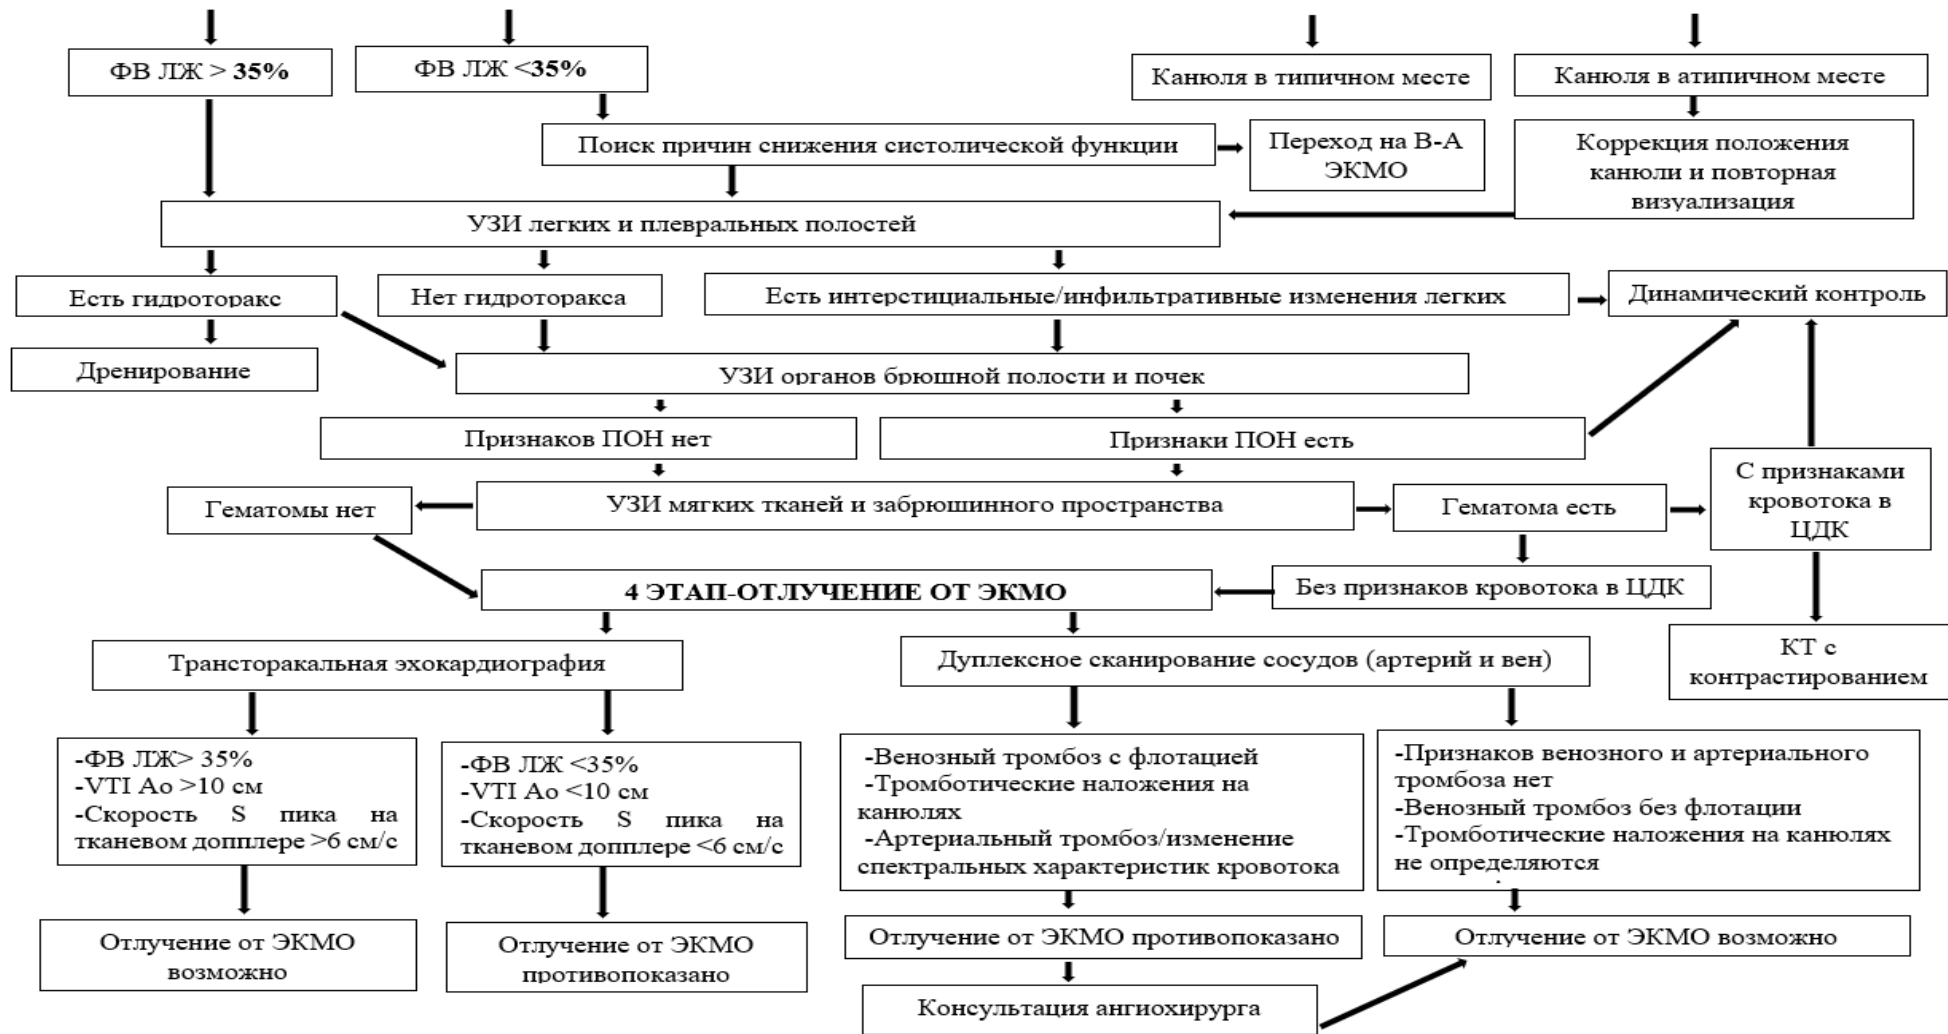 ФВ ЛЖ > 35%
ФВ ЛЖ <35%
Канюля в типичном месте
Канюля в атипичном месте
Поиск причин снижения систолической функции
Переход на В-А
ЭКМО
Коррекция положения
канюли и повторная
визуализация
УЗИ легких и плевральных полостей
Есть гидроторакс
Нет гидроторакса
Есть интерстициальные/инфильтративные изменения легких
Динамический контроль
Дренирование
УЗИ органов брюшной полости и почек
Признаков ПОН нет
Признаки ПОН есть
С признаками
кровотока в
ЦДК
Гематомы нет
УЗИ мягких тканей и забрюшинного пространства
Гематома есть
4 ЭТАП-ОТЛУЧЕНИЕ ОТ ЭКМО
Без признаков кровотока в ЦДК
Трансторакальная эхокардиография
Дуплексное сканирование сосудов (артерий и вен)
КТ с
контрастированием
-ФВ ЛЖ> 35%
-VTI Ao >10 см
-Скорость S пика на
тканевом допплере >6 см/с
-ФВ ЛЖ <35%
-VTI Ao <10 см
-Скорость S пика на
тканевом допплере <6 см/с
-Венозный тромбоз с флотацией
-Тромботические наложения на
канюлях
-Артериальный тромбоз/изменение
спектральных характеристик кровотока
-Признаков венозного и артериального
тромбоза нет
-Венозный тромбоз без флотации
-Тромботические наложения на канюлях
не определяются
Отлучение от ЭКМО
возможно
Отлучение от ЭКМО
противопоказано
Отлучение от ЭКМО противопоказано
Отлучение от ЭКМО возможно
Консультация ангиохирурга